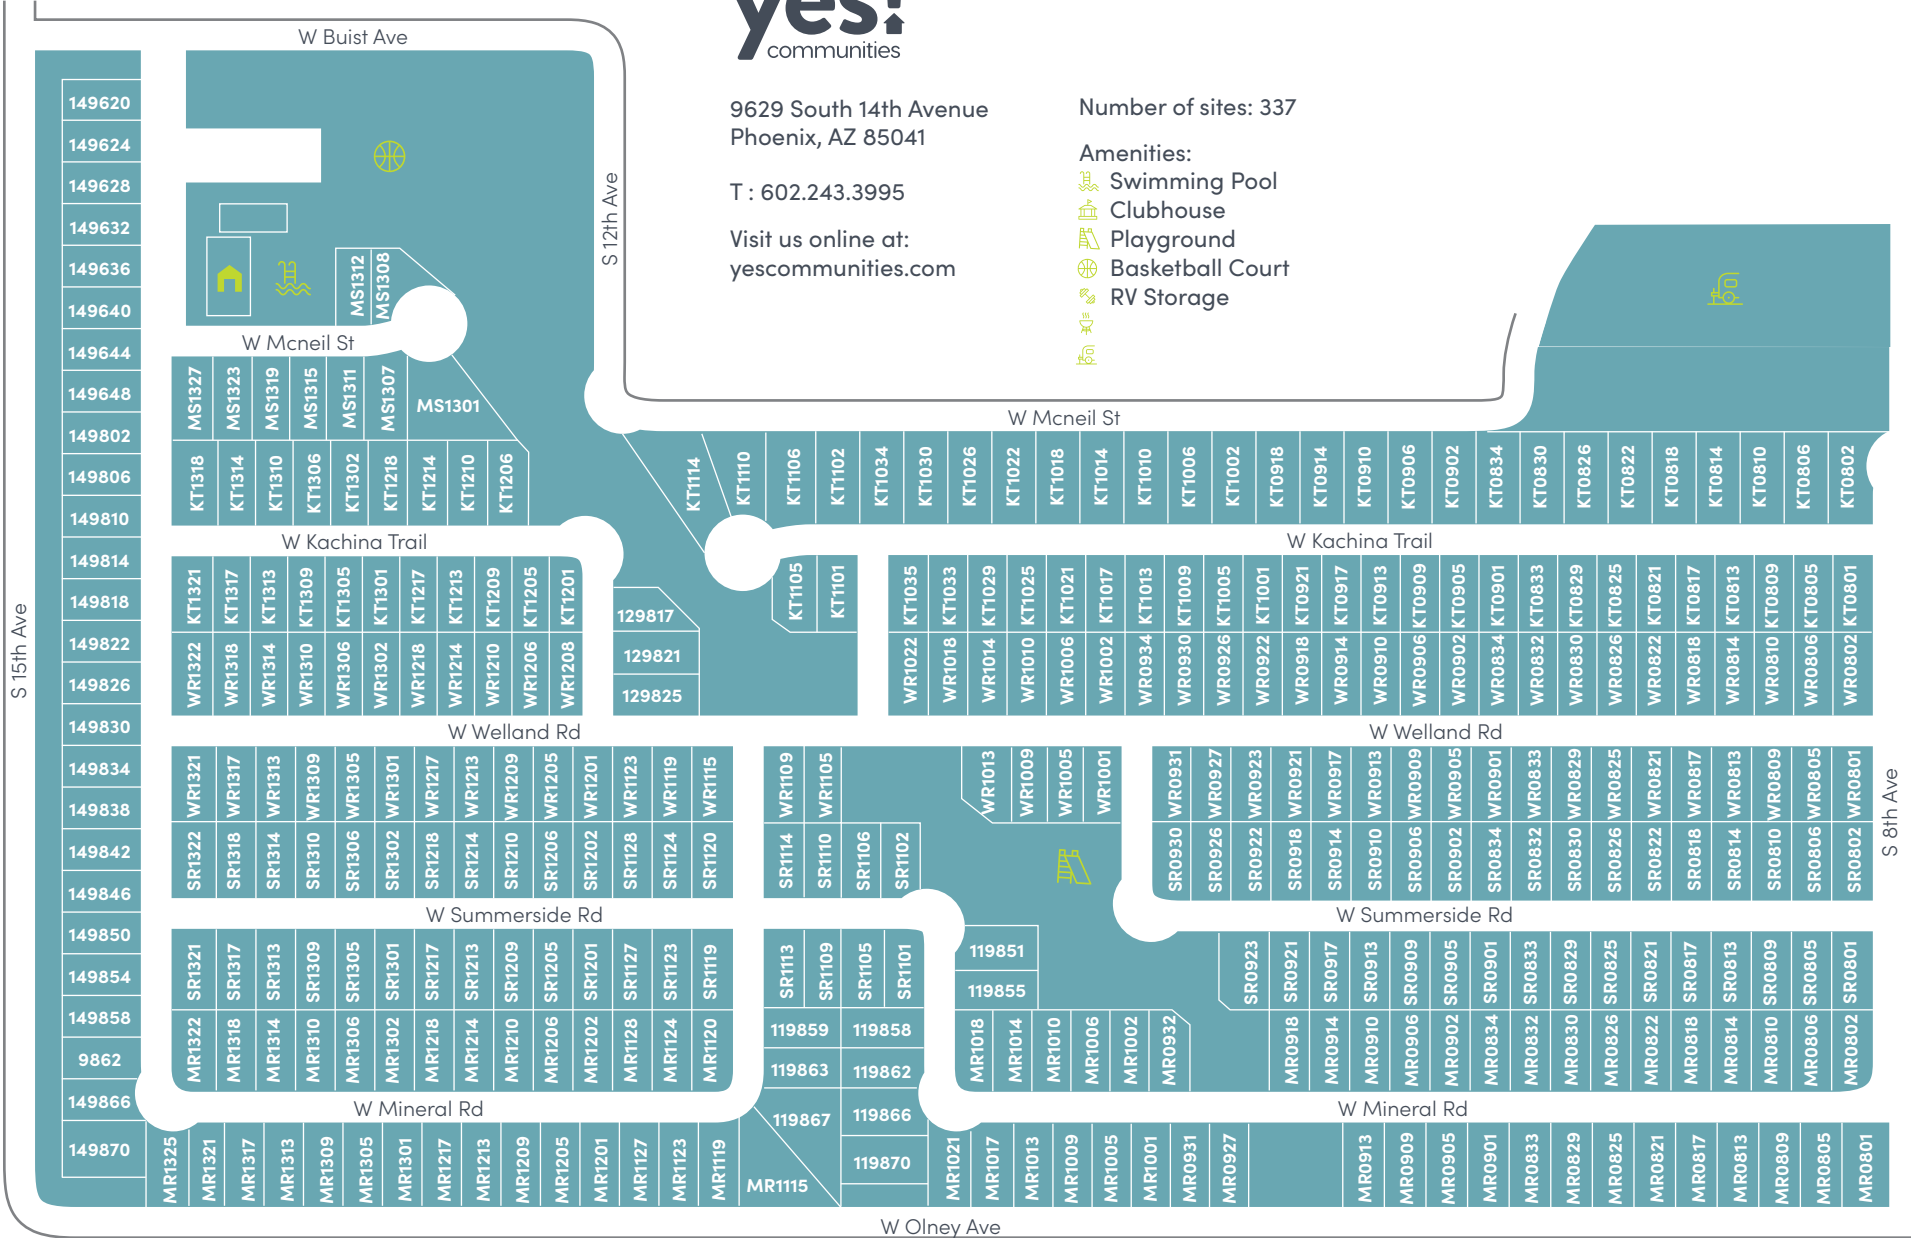 yes!
communities
9629 South 14th Avenue
Phoenix, AZ 85041
T : 602.243.3995
Visit us online at:
yescommunities.com
Number of sites: 337
Amenities:
Swimming Pool
Clubhouse
Playground
Basketball Court
RV Storage
W Buist Ave
S 12th Ave
S 15th Ave
149620
149624
149628
149632
149636
149640
149644
149648
149802
149806
149810
149814
149818
149822
149826
149830
149834
149838
149842
149846
149850
149854
149858
9862
149866
149870
MS1312 MS1308
W Mcneil St
MS1327 MS1323 MS1319 MS1315 MS1311 MS1307 MS1301
KT1318 KT1314 KT1310 KT1306 KT1302 KT1218 KT1214 KT1210 KT1206
W Mcneil St
KT1114 KT1110 KT1106 KT1102 KT1034 KT1030 KT1026 KT1022 KT1018 KT1014 KT1010 KT1006 KT1002 KT0918 KT0914 KT0910 KT0906 KT0902 KT0834 KT0830 KT0826 KT0822 KT0818 KT0814 KT0810 KT0806 KT0802
W Kachina Trail
W Kachina Trail
KT1321 KT1317 KT1313 KT1309 KT1305 KT1301 KT1217 KT1213 KT1209 KT1205 KT1201
KT1105 KT1101
KT1035 KT1033 KT1029 KT1025 KT1021 KT1017 KT1013 KT1009 KT1005 KT1001 KT0921 KT0917 KT0913 KT0909 KT0905 KT0901 KT0833 KT0829 KT0825 KT0821 KT0817 KT0813 KT0809 KT0805 KT0801
129817
129821
129825
WR1322 WR1318 WR1314 WR1310 WR1306 WR1302 WR1218 WR1214 WR1210 WR1206 WR1208
WR1022 WR1018 WR1014 WR1010 WR1006 WR1002 WR0934 WR0930 WR0926 WR0922 WR0918 WR0914 WR0910 WR0906 WR0902 WR0834 WR0832 WR0830 WR0826 WR0822 WR0818 WR0814 WR0810 WR0806 WR0802
W Welland Rd
W Welland Rd
WR1321 WR1317 WR1313 WR1309 WR1305 WR1301 WR1217 WR1213 WR1209 WR1205 WR1201 WR1123 WR1119 WR1115
WR1109 WR1105
WR1013 WR1009 WR1005 WR1001
WR0931 WR0927 WR0923 WR0921 WR0917 WR0913 WR0909 WR0905 WR0901 WR0833 WR0829 WR0825 WR0821 WR0817 WR0813 WR0809 WR0805 WR0801
S 8th Ave
SR1322 SR1318 SR1314 SR1310 SR1306 SR1302 SR1218 SR1214 SR1210 SR1206 SR1202 SR1128 SR1124 SR1120
SR1114 SR1110 SR1106 SR1102
SR0930 SR0926 SR0922 SR0918 SR0914 SR0910 SR0906 SR0902 SR0834 SR0832 SR0830 SR0826 SR0822 SR0818 SR0814 SR0810 SR0806 SR0802
W Summerside Rd
W Summerside Rd
SR1321 SR1317 SR1313 SR1309 SR1305 SR1301 SR1217 SR1213 SR1209 SR1205 SR1201 SR1127 SR1123 SR1119
SR1113 SR1109 SR1105 SR1101
119851
119855
SR0923 SR0921 SR0917 SR0913 SR0909 SR0905 SR0901 SR0833 SR0829 SR0825 SR0821 SR0817 SR0813 SR0809 SR0805 SR0801
MR1322 MR1318 MR1314 MR1310 MR1306 MR1302 MR1218 MR1214 MR1210 MR1206 MR1202 MR1128 MR1124 MR1120
119859 119858
119863 119862
119867 119866
119870
MR1018 MR1014 MR1010 MR1006 MR1002 MR0932
MR0918 MR0914 MR0910 MR0906 MR0902 MR0834 MR0832 MR0830 MR0826 MR0822 MR0818 MR0814 MR0810 MR0806 MR0802
W Mineral Rd
W Mineral Rd
MR1325 MR1321 MR1317 MR1313 MR1309 MR1305 MR1301 MR1217 MR1213 MR1209 MR1205 MR1201 MR1127 MR1123 MR1119 MR1115
MR1021 MR1017 MR1013 MR1009 MR1005 MR1001 MR0931 MR0927
MR0913 MR0909 MR0905 MR0901 MR0833 MR0829 MR0825 MR0821 MR0817 MR0813 MR0809 MR0805 MR0801
W Olney Ave